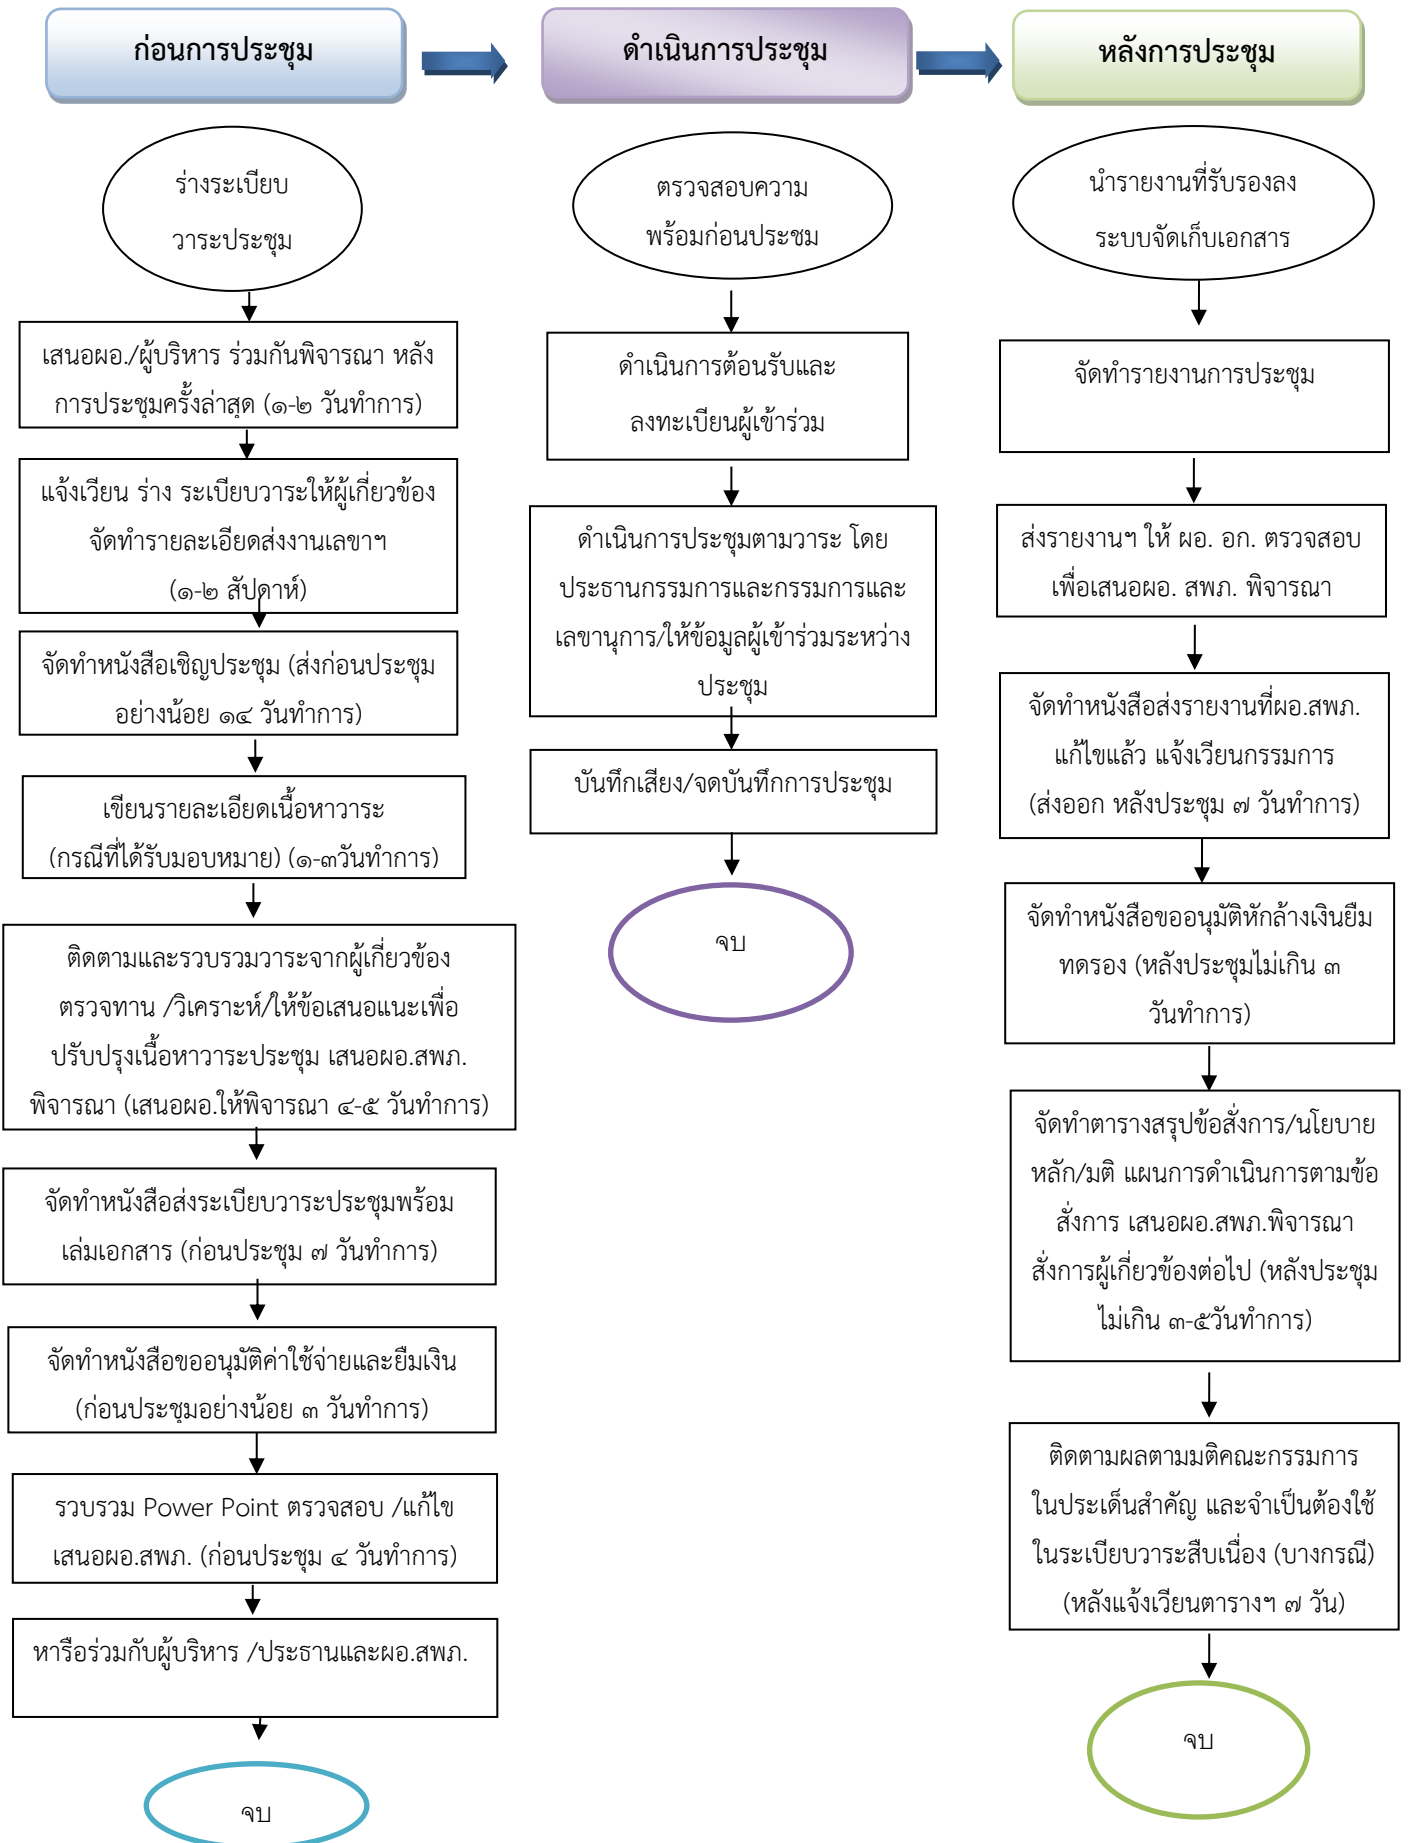 ก่อนการประชุม
ดำเนินการประชุม
หลังการประชุม
ร่างระเบียบ
วาระประชุม
เสนอผอ./ผู้บริหาร ร่วมกันพิจารณา หลัง
การประชุมครั้งล่าสุด (๑-๒ วันทำการ)
แจ้งเวียน ร่าง ระเบียบวาระให้ผู้เกี่ยวข้อง
จัดทำรายละเอียดส่งงานเลขาฯ
(๑-๒ สัปดาห์)
จัดทำหนังสือเชิญประชุม (ส่งก่อนประชุม
อย่างน้อย ๑๔ วันทำการ)
เขียนรายละเอียดเนื้อหาวาระ
(กรณีที่ได้รับมอบหมาย) (๑-๓วันทำการ)
ติดตามและรวบรวมวาระจากผู้เกี่ยวข้อง
ตรวจทาน /วิเคราะห์/ให้ข้อเสนอแนะเพื่อ
ปรับปรุงเนื้อหาวาระประชุม เสนอผอ.สพภ.
พิจารณา (เสนอผอ.ให้พิจารณา ๔-๕ วันทำการ)
จัดทำหนังสือส่งระเบียบวาระประชุมพร้อม
เล่มเอกสาร (ก่อนประชุม ๗ วันทำการ)
จัดทำหนังสือขออนุมัติค่าใช้จ่ายและยืมเงิน
(ก่อนประชุมอย่างน้อย ๓ วันทำการ)
รวบรวม Power Point ตรวจสอบ /แก้ไข
เสนอผอ.สพภ. (ก่อนประชุม ๔ วันทำการ)
หารือร่วมกับผู้บริหาร /ประธานและผอ.สพภ.
จบ
ตรวจสอบความ
พร้อมก่อนประชม
ดำเนินการต้อนรับและ
ลงทะเบียนผู้เข้าร่วม
ดำเนินการประชุมตามวาระ โดย
ประธานกรรมการและกรรมการและ
เลขานุการ/ให้ข้อมูลผู้เข้าร่วมระหว่าง
ประชุม
บันทึกเสียง/จดบันทึกการประชุม
จบ
นำรายงานที่รับรองลง
ระบบจัดเก็บเอกสาร
จัดทำรายงานการประชุม
ส่งรายงานฯ ให้ ผอ. อก. ตรวจสอบ
เพื่อเสนอผอ. สพภ. พิจารณา
จัดทำหนังสือส่งรายงานที่ผอ.สพภ.
แก้ไขแล้ว แจ้งเวียนกรรมการ
(ส่งออก หลังประชุม ๗ วันทำการ)
จัดทำหนังสือขออนุมัติหักล้างเงินยืม
ทดรอง (หลังประชุมไม่เกิน ๓
วันทำการ)
จัดทำตารางสรุปข้อสั่งการ/นโยบาย
หลัก/มติ แผนการดำเนินการตามข้อ
สั่งการ เสนอผอ.สพภ.พิจารณา
สั่งการผู้เกี่ยวข้องต่อไป (หลังประชุม
ไม่เกิน ๓-๕วันทำการ)
ติดตามผลตามมติคณะกรรมการ
ในประเด็นสำคัญ และจำเป็นต้องใช้
ในระเบียบวาระสืบเนื่อง (บางกรณี)
(หลังแจ้งเวียนตารางฯ ๗ วัน)
จบ